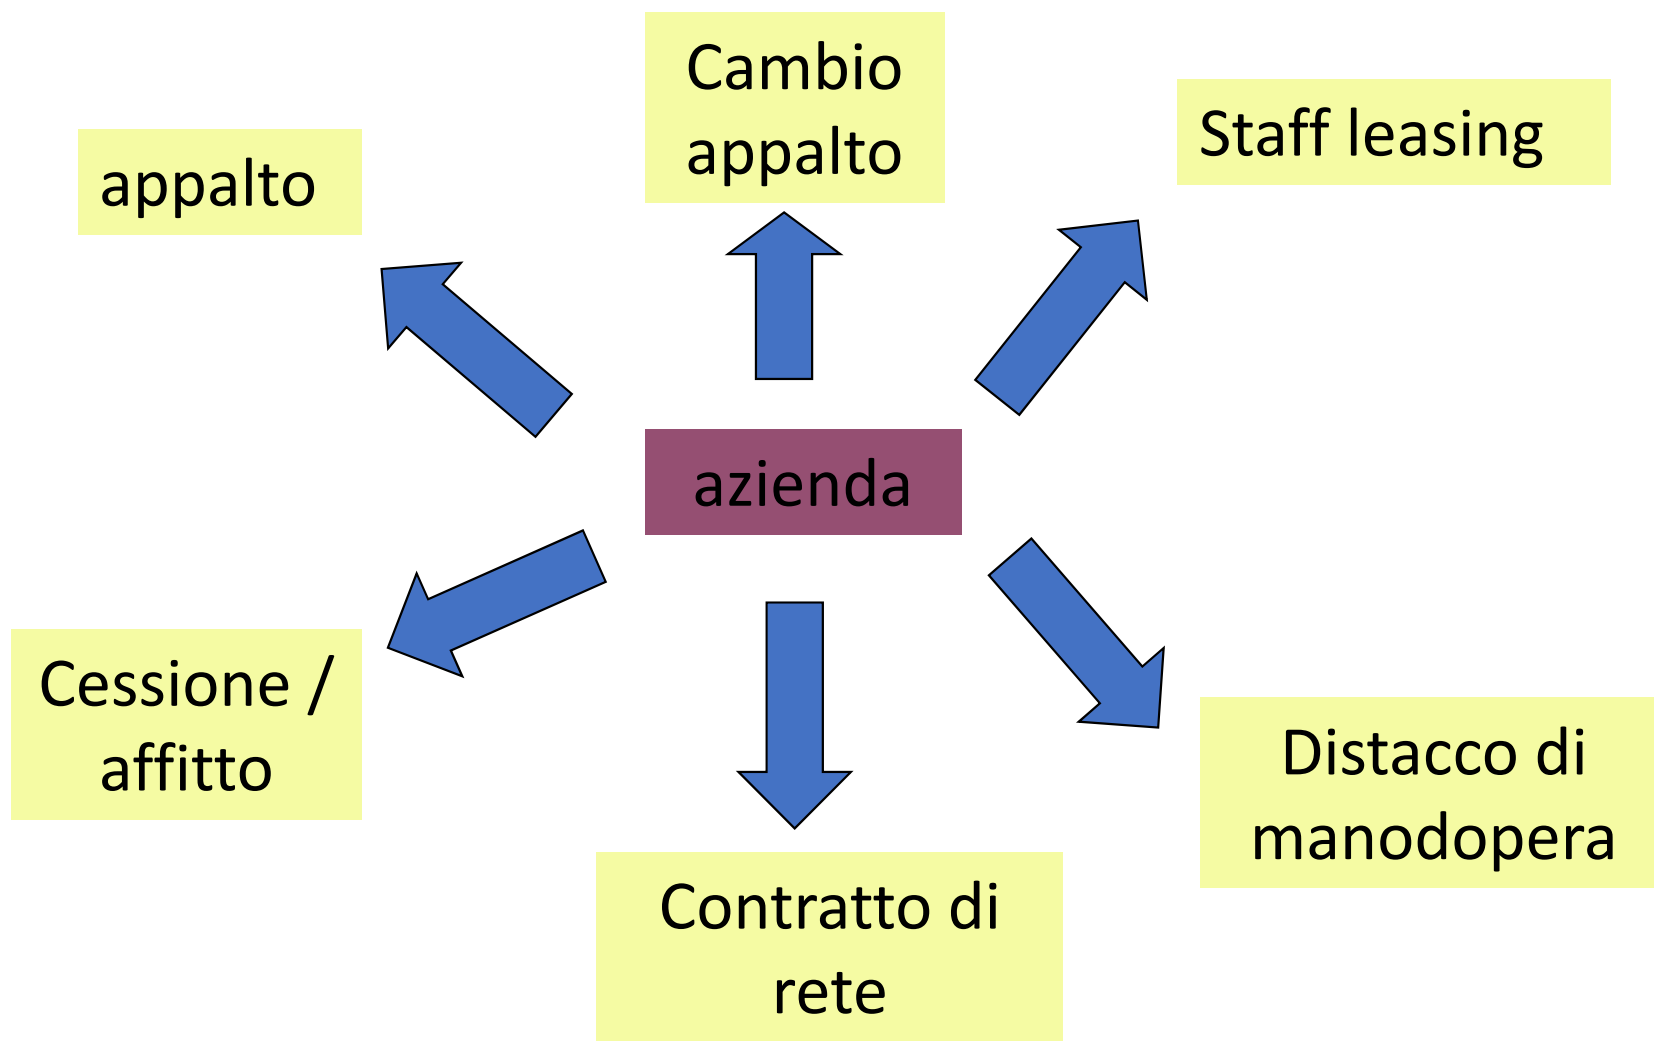 Cambio
appalto
Staff leasing
appalto
azienda
Cessione /
affitto
Distacco di
manodopera
Contratto di
rete